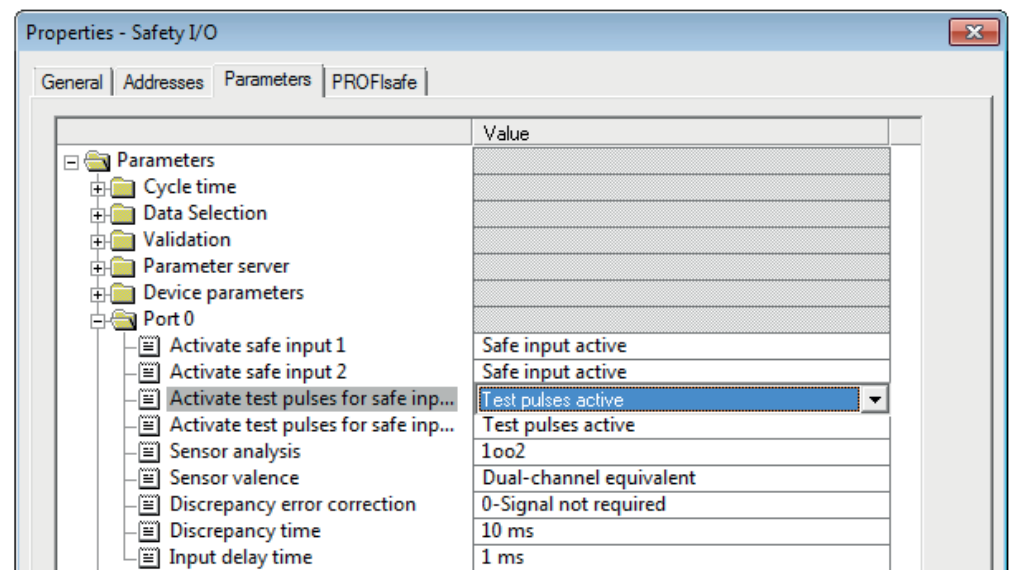 Properties - Safety I/O
General Addresses Parameters PROFIsafe
Value
Parameters
Cycle time
Data Selection
Validation
Parameter server
Device parameters
Port 0
Activate safe input 1 Safe input active
Activate safe input 2 Safe input active
Activate test pulses for safe inp... Test pulses active
Activate test pulses for safe inp... Test pulses active
Sensor analysis 1oo2
Sensor valence Dual-channel equivalent
Discrepancy error correction 0-Signal not required
Discrepancy time 10 ms
Input delay time 1 ms